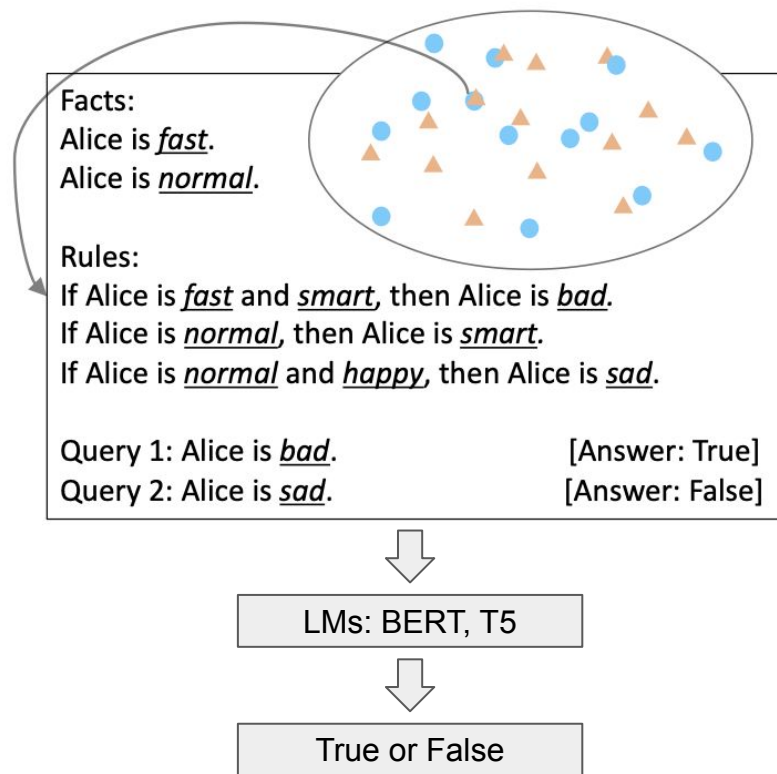 Facts:
Alice is fast.
Alice is normal.
Rules:
If Alice is fast and smart, then Alice is bad.
If Alice is normal, then Alice is smart.
If Alice is normal and happy, then Alice is sad.
Query 1: Alice is bad. [Answer: True]
Query 2: Alice is sad. [Answer: False]
LMs: BERT, T5
True or False